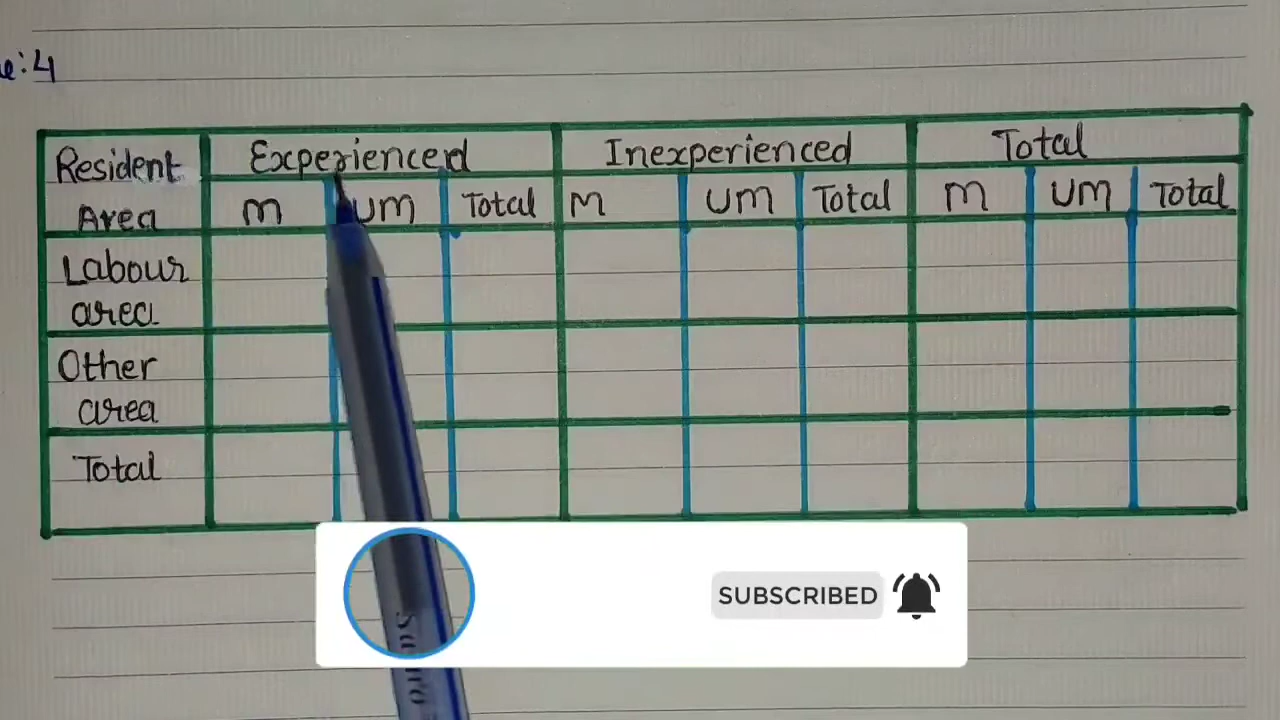 e:4
Resident Experienced Inexperienced Total
Area M UM Total M UM Total M UM Total
Labour
area
Other
area
Total
SUBSCRIBED